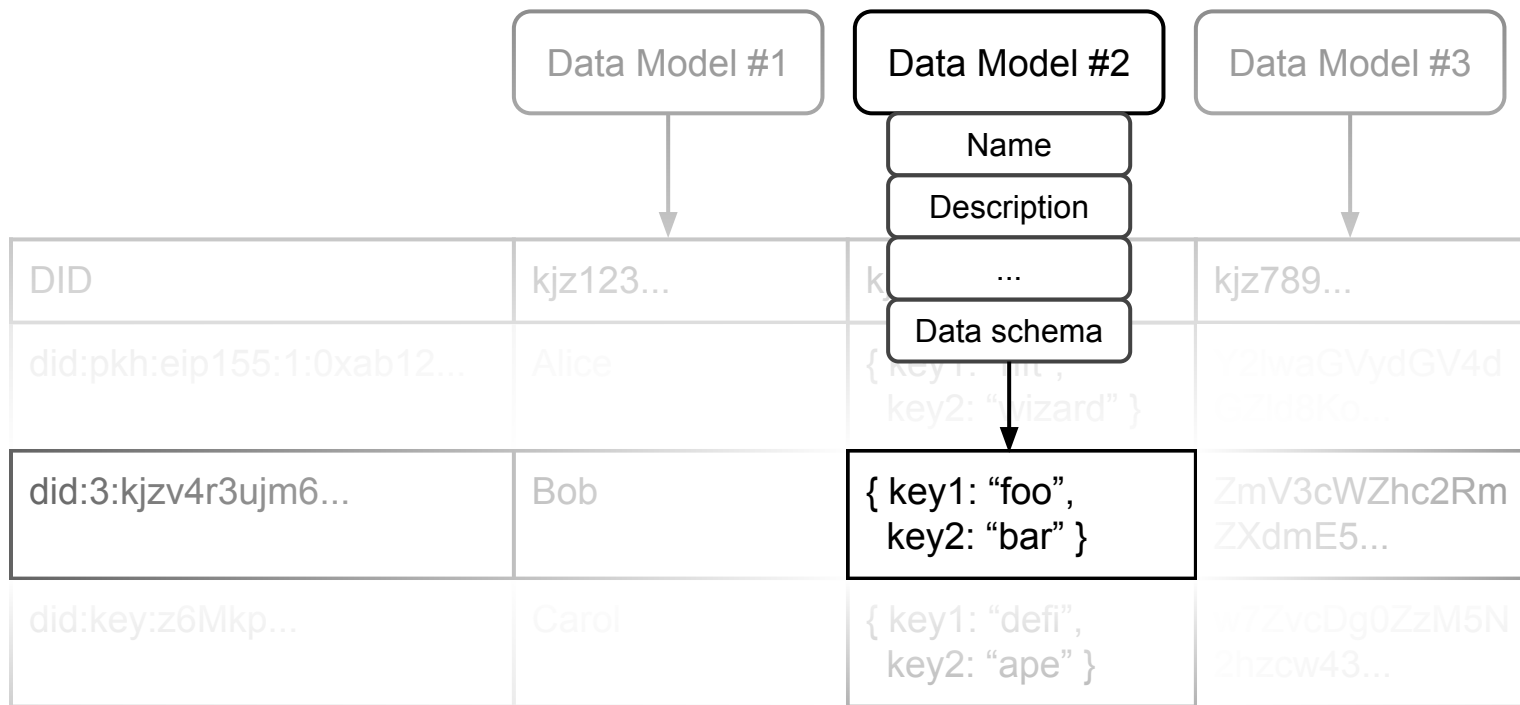 Data Model #1
Data Model #2
Data Model #3
Name
Description
...
Data schema
DID
kjz123...
kjz789...
did:pkh:eip155:1:0xab12...
Alice
{ key1: “nft”,
key2: “wizard” }
did:3:kjzv4r3ujm6...
Bob
{ key1: “foo”,
key2: “bar” }
ZmV3cWZhc2Rm
ZXdmE5...
did:key:z6Mkp...
Carol
{ key1: “defi”,
key2: “ape” }